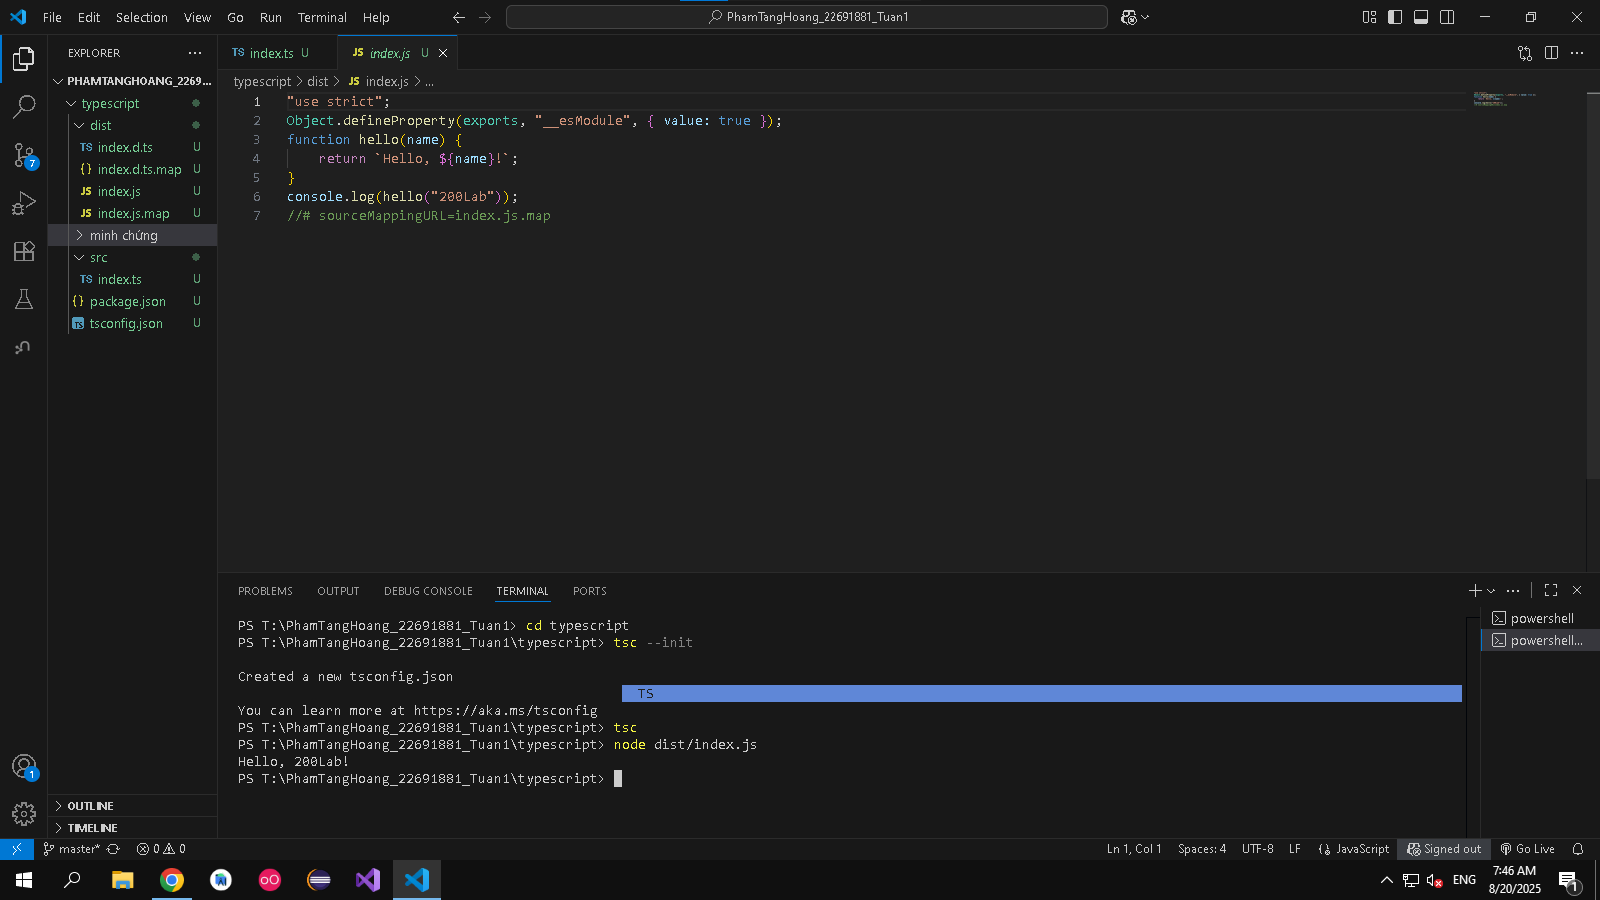 File Edit Selection View Go Run Terminal Help
PhamTangHoang_22691881_Tuan1
EXPLORER
PHAMTANGHOANG_2269...
typescript
dist
TS index.d.ts U
{} index.d.ts.map U
JS index.js U
JS index.js.map U
minh chứng
src
TS index.ts U
{} package.json U
TS tsconfig.json U
OUTLINE
TIMELINE
7
1
TS index.ts U
JS index.js U
typescript > dist > JS index.js > ...
1 "use strict";
2 Object.defineProperty(exports, "__esModule", { value: true });
3 function hello(name) {
4 return `Hello, ${name}!`;
5 }
6 console.log(hello("200Lab"));
7 //# sourceMappingURL=index.js.map
PROBLEMS OUTPUT DEBUG CONSOLE TERMINAL PORTS
PS T:\PhamTangHoang_22691881_Tuan1> cd typescript
PS T:\PhamTangHoang_22691881_Tuan1\typescript> tsc --init
Created a new tsconfig.json
TS
You can learn more at https://aka.ms/tsconfig
PS T:\PhamTangHoang_22691881_Tuan1\typescript> tsc
PS T:\PhamTangHoang_22691881_Tuan1\typescript> node dist/index.js
Hello, 200Lab!
PS T:\PhamTangHoang_22691881_Tuan1\typescript>
powershell
powershell...
master* 0 0
Ln 1, Col 1 Spaces: 4 UTF-8 LF {} JavaScript Signed out Go Live
ENG
7:46 AM
8/20/2025
1